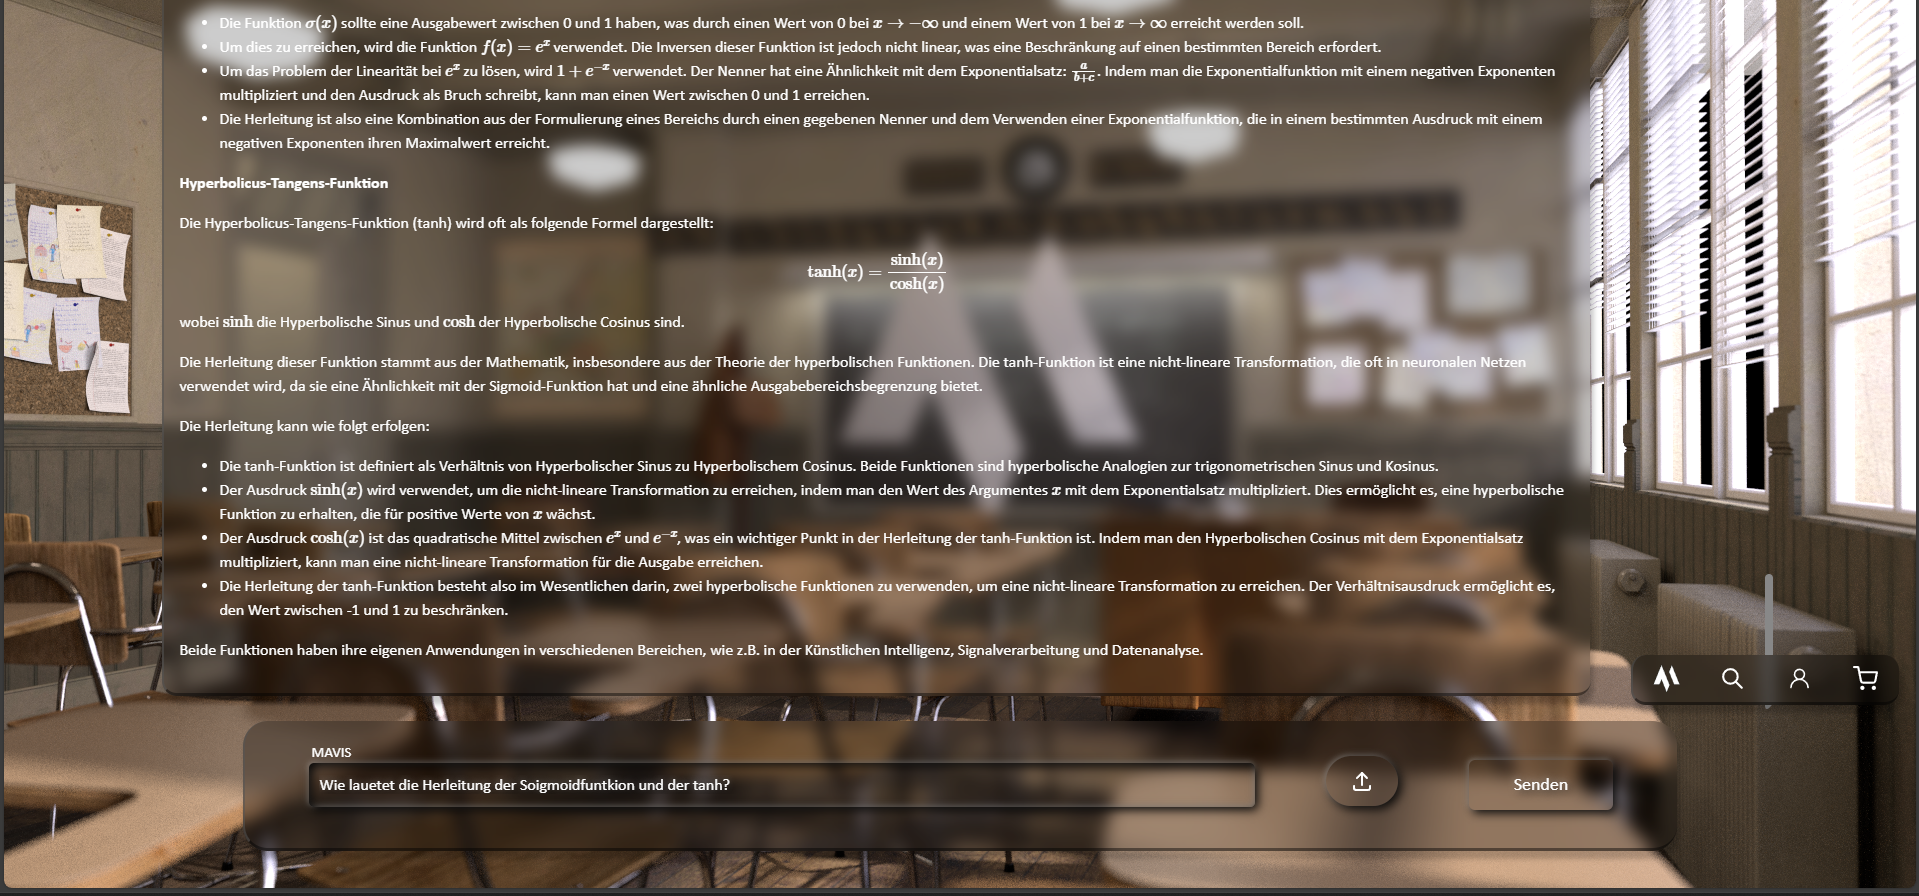 Die Funktion σ(x) sollte eine Ausgabewert zwischen 0 und 1 haben, was durch einen Wert von 0 bei x → −∞ und einem Wert von 1 bei x → ∞ erreicht werden soll.
Um dies zu erreichen, wird die Funktion f(x) = e^x verwendet. Die Inversen dieser Funktion ist jedoch nicht linear, was eine Beschränkung auf einen bestimmten Bereich erfordert.
Um das Problem der Linearität bei e^x zu lösen, wird 1 + e^−x verwendet. Der Nenner hat eine Ähnlichkeit mit dem Exponentialsatz: a/(b+c). Indem man die Exponentialfunktion mit einem negativen Exponenten
multipliziert und den Ausdruck als Bruch schreibt, kann man einen Wert zwischen 0 und 1 erreichen.
Die Herleitung ist also eine Kombination aus der Formulierung eines Bereichs durch einen gegebenen Nenner und dem Verwenden einer Exponentialfunktion, die in einem bestimmten Ausdruck mit einem
negativen Exponenten ihren Maximalwert erreicht.
Hyperbolicus-Tangens-Funktion
Die Hyperbolicus-Tangens-Funktion (tanh) wird oft als folgende Formel dargestellt:
tanh(x) = sinh(x)/cosh(x)
wobei sinh die Hyperbolische Sinus und cosh der Hyperbolische Cosinus sind.
Die Herleitung dieser Funktion stammt aus der Mathematik, insbesondere aus der Theorie der hyperbolischen Funktionen. Die tanh-Funktion ist eine nicht-lineare Transformation, die oft in neuronalen Netzen
verwendet wird, da sie eine Ähnlichkeit mit der Sigmoid-Funktion hat und eine ähnliche Ausgabebereichsbegrenzung bietet.
Die Herleitung kann wie folgt erfolgen:
Die tanh-Funktion ist definiert als Verhältnis von Hyperbolischer Sinus zu Hyperbolischem Cosinus. Beide Funktionen sind hyperbolische Analogien zur trigonometrischen Sinus und Kosinus.
Der Ausdruck sinh(x) wird verwendet, um die nicht-lineare Transformation zu erreichen, indem man den Wert des Argumentes x mit dem Exponentialsatz multipliziert. Dies ermöglicht es, eine hyperbolische
Funktion zu erhalten, die für positive Werte von x wächst.
Der Ausdruck cosh(x) ist das quadratische Mittel zwischen e^x und e^−x, was ein wichtiger Punkt in der Herleitung der tanh-Funktion ist. Indem man den Hyperbolischen Cosinus mit dem Exponentialsatz
multipliziert, kann man eine nicht-lineare Transformation für die Ausgabe erreichen.
Die Herleitung der tanh-Funktion besteht also im Wesentlichen darin, zwei hyperbolische Funktionen zu verwenden, um eine nicht-lineare Transformation zu erreichen. Der Verhältnisausdruck ermöglicht es,
den Wert zwischen -1 und 1 zu beschränken.
Beide Funktionen haben ihre eigenen Anwendungen in verschiedenen Bereichen, wie z.B. in der Künstlichen Intelligenz, Signalverarbeitung und Datenanalyse.
MAVIS
Wie lauetet die Herleitung der Soigmoidfuntkion und der tanh?
Senden